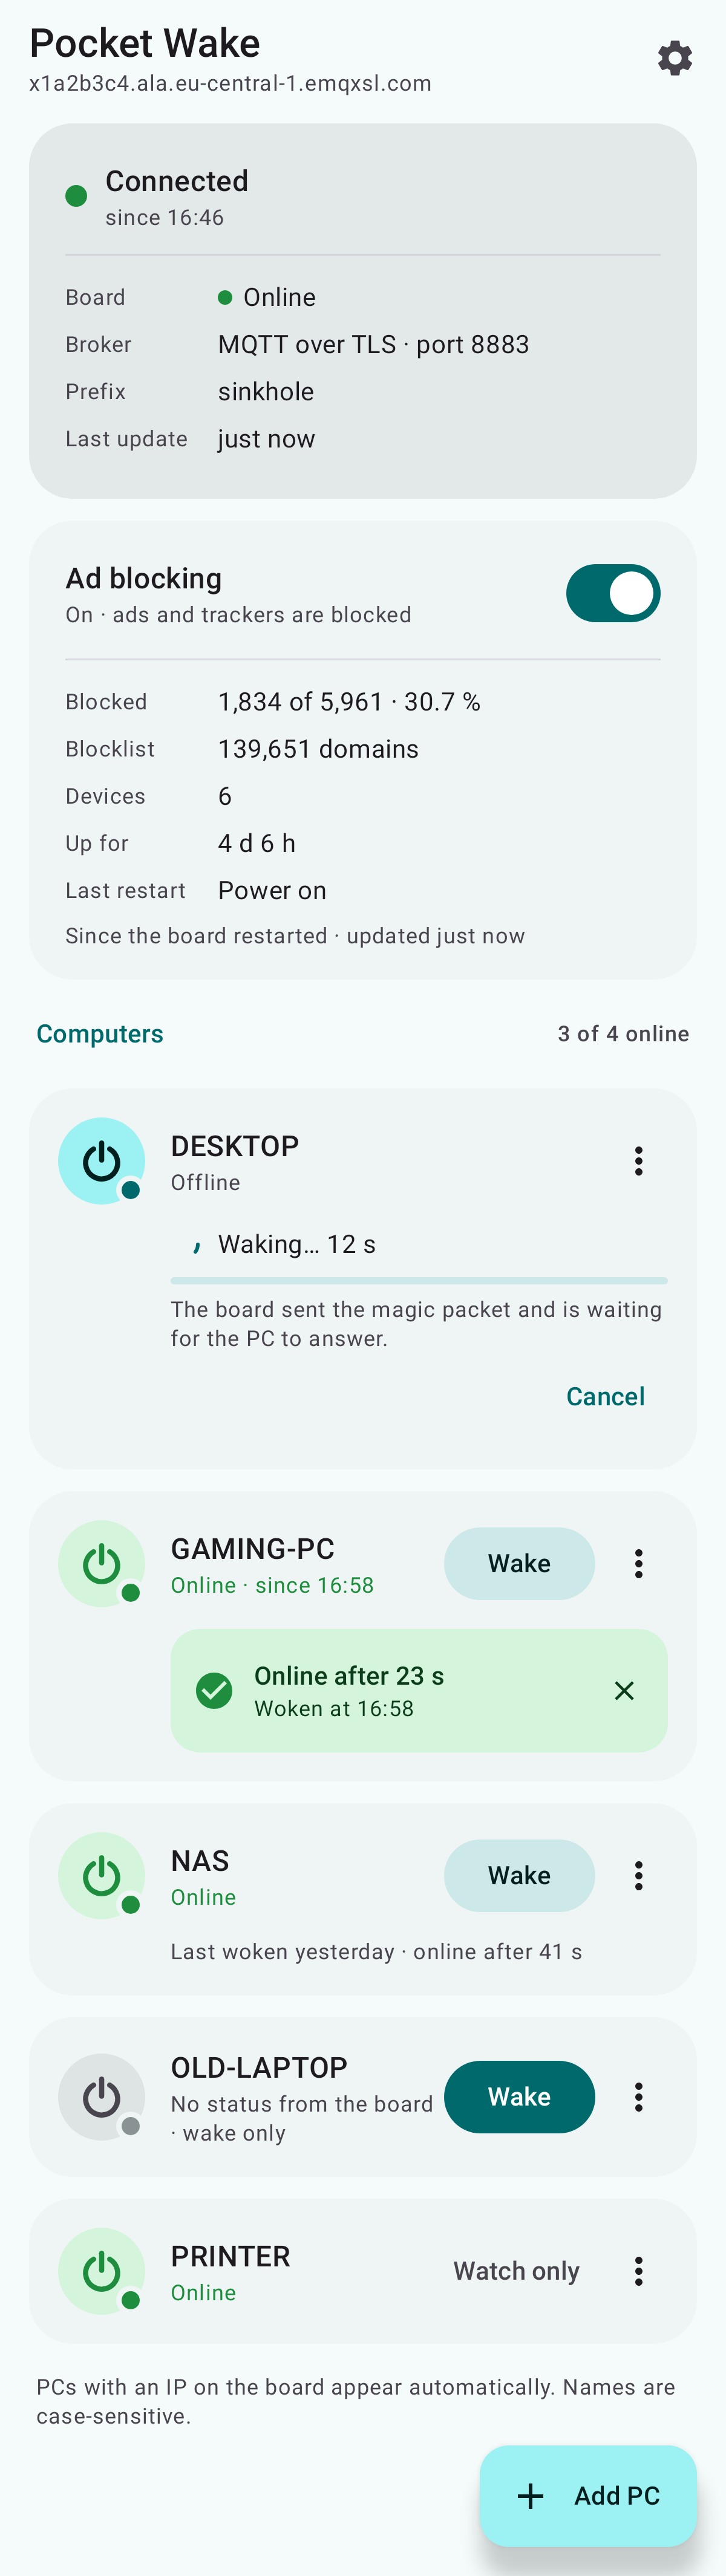 Pocket Wake
x1a2b3c4.ala.eu-central-1.emqxsl.com
Connected
since 16:46
Board Online
Broker MQTT over TLS · port 8883
Prefix sinkhole
Last update just now
Ad blocking
On · ads and trackers are blocked
Blocked 1,834 of 5,961 · 30.7 %
Blocklist 139,651 domains
Devices 6
Up for 4 d 6 h
Last restart Power on
Since the board restarted · updated just now
Computers 3 of 4 online
DESKTOP
Offline
Waking… 12 s
The board sent the magic packet and is waiting
for the PC to answer.
Cancel
GAMING-PC
Online · since 16:58
Wake
Online after 23 s
Woken at 16:58
NAS
Online
Wake
Last woken yesterday · online after 41 s
OLD-LAPTOP
No status from the board
· wake only
Wake
PRINTER
Online
Watch only
PCs with an IP on the board appear automatically. Names are
case-sensitive.
Add PC